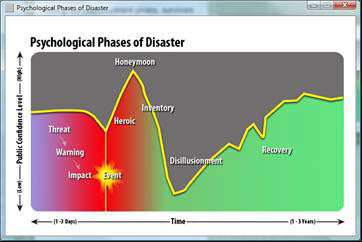 Psychological Phases of Disaster
Psychological Phases of Disaster
Honeymoon
Inventory
Heroic
Threat
Warning
Impact
Event
Disillusionment
Recovery
(Low) Public Confidence Level (High)
(1 - 3 Days)
Time
(1 - 3 Years)